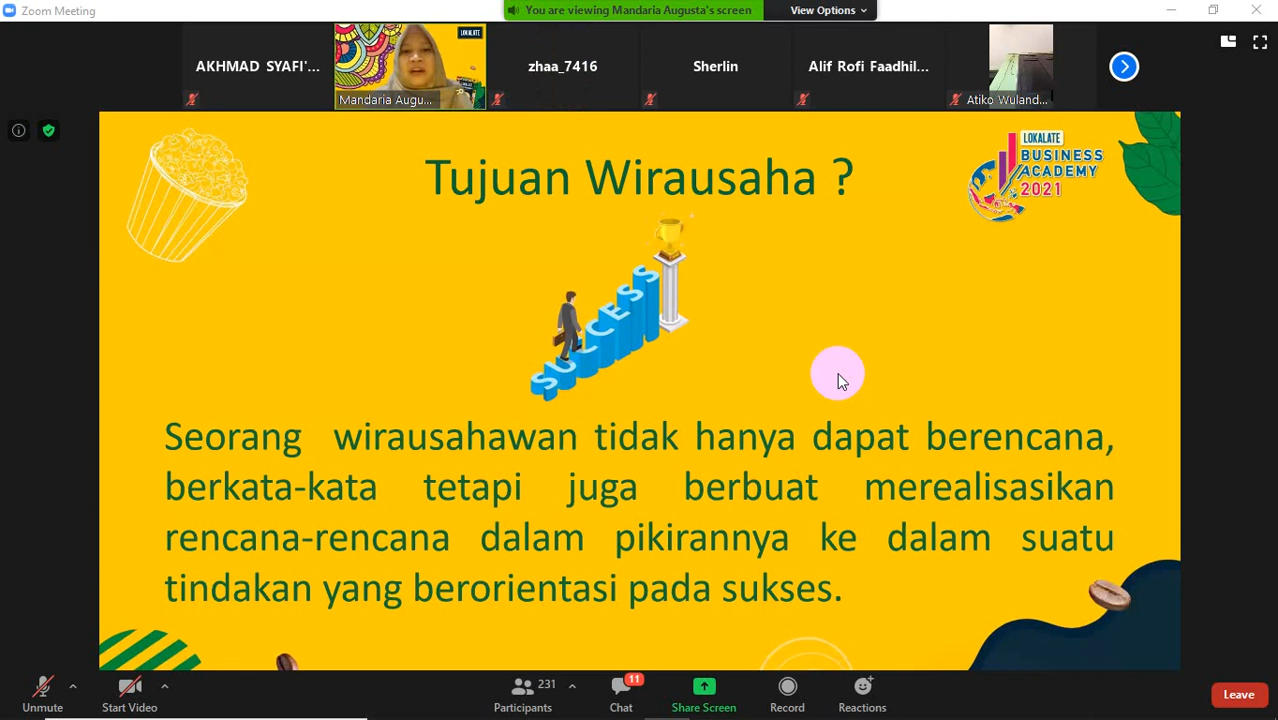 Zoom Meeting
You are viewing Mandaria Augusta's screen
View Options
AKHMAD SYAFI'...
LOKALATE
Mandaria Augu...
zhaa_7416
Sherlin
Alif Rofi Faadhil...
Atiko Wuland...
Tujuan Wirausaha ?
LOKALATE
BUSINESS
ACADEMY
2021
SUCCESS
Seorang wirausahawan tidak hanya dapat berencana,
berkata-kata tetapi juga berbuat merealisasikan
rencana-rencana dalam pikirannya ke dalam suatu
tindakan yang berorientasi pada sukses.
Unmute
Start Video
231
Participants
11
Chat
Share Screen
Record
Reactions
Leave